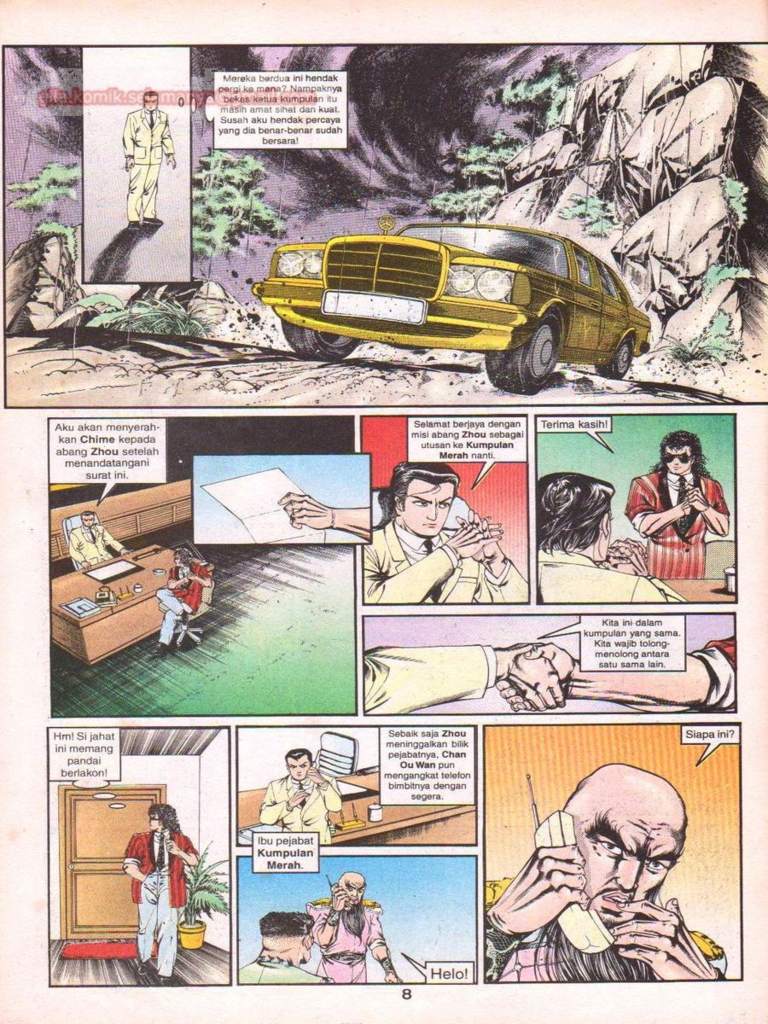 gila.komik.selamanya
Mereka berdua ini hendak
pergi ke mana? Nampaknya
bekas ketua kumpulan itu
masih amat sihat dan kuat.
Susah aku hendak percaya
yang dia benar-benar sudah
bersara!
Aku akan menyerah-
kan Chime kepada
abang Zhou setelah
menandatangani
surat ini.
Selamat berjaya dengan
misi abang Zhou sebagai
utusan ke Kumpulan
Merah nanti.
Terima kasih!
Kita ini dalam
kumpulan yang sama.
Kita wajib tolong-
menolong antara
satu sama lain.
Hm! Si jahat
ini memang
pandai
berlakon!
Sebaik saja Zhou
meninggalkan bilik
pejabatnya, Chan
Ou Wan pun
mengangkat telefon
bimbitnya dengan
segera.
Ibu pejabat
Kumpulan
Merah.
Helo!
Siapa ini?
8